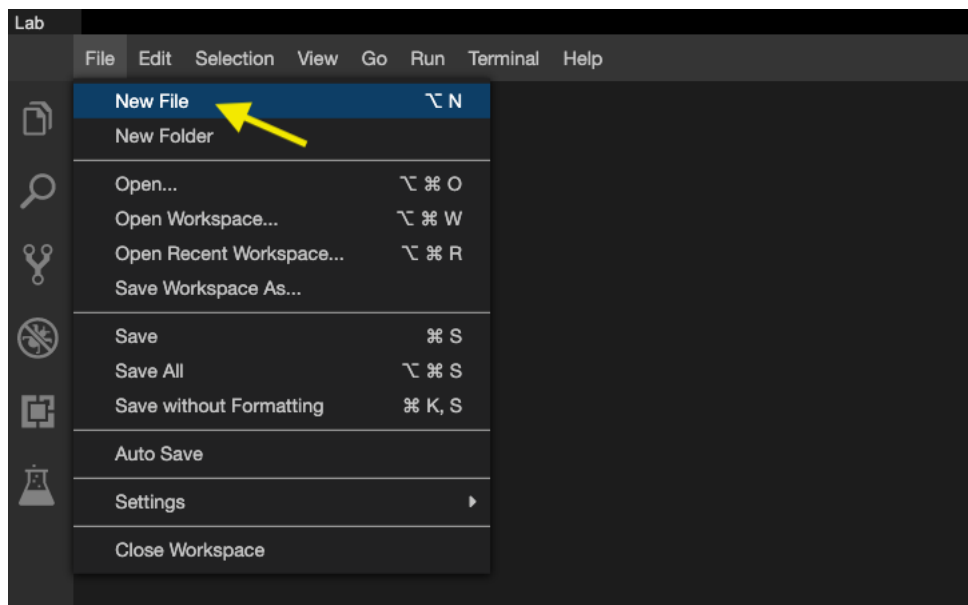 Lab
File Edit Selection View Go Run Terminal Help
New File ⌥ N
New Folder
Open... ⌥ ⌘ O
Open Workspace... ⌥ ⌘ W
Open Recent Workspace... ⌥ ⌘ R
Save Workspace As...
Save ⌘ S
Save All ⌥ ⌘ S
Save without Formatting ⌘ K, S
Auto Save
Settings
Close Workspace